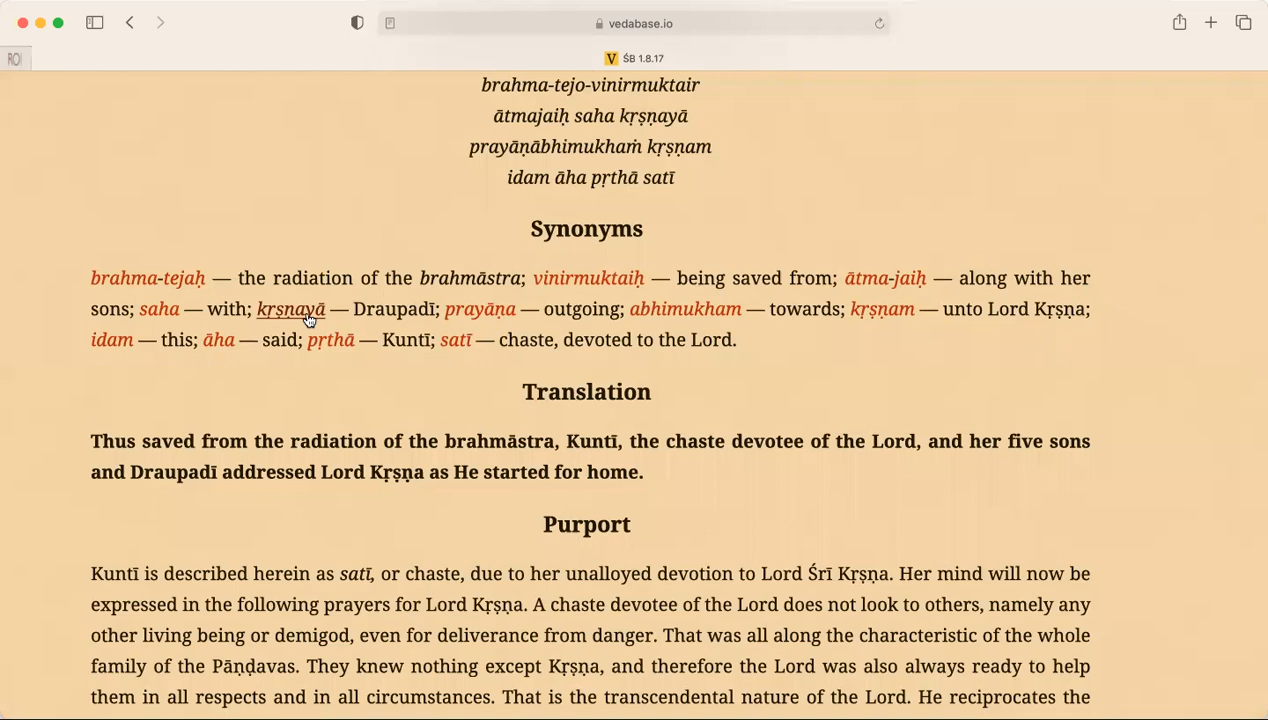 vedabase.io
ROI
V ŚB 1.8.17
brahma-tejo-vinirmuktair
ātmajaiḥ saha kṛṣṇayā
prayāṇābhimukhaṁ kṛṣṇam
idam āha pṛthā satī
Synonyms
brahma-tejaḥ — the radiation of the brahmāstra; vinirmuktaiḥ — being saved from; ātma-jaiḥ — along with her
sons; saha — with; kṛṣṇayā — Draupadī; prayāṇa — outgoing; abhimukham — towards; kṛṣṇam — unto Lord Kṛṣṇa;
idam — this; āha — said; pṛthā — Kuntī; satī — chaste, devoted to the Lord.
Translation
Thus saved from the radiation of the brahmāstra, Kuntī, the chaste devotee of the Lord, and her five sons
and Draupadī addressed Lord Kṛṣṇa as He started for home.
Purport
Kuntī is described herein as satī, or chaste, due to her unalloyed devotion to Lord Śrī Kṛṣṇa. Her mind will now be
expressed in the following prayers for Lord Kṛṣṇa. A chaste devotee of the Lord does not look to others, namely any
other living being or demigod, even for deliverance from danger. That was all along the characteristic of the whole
family of the Pāṇḍavas. They knew nothing except Kṛṣṇa, and therefore the Lord was also always ready to help
them in all respects and in all circumstances. That is the transcendental nature of the Lord. He reciprocates the